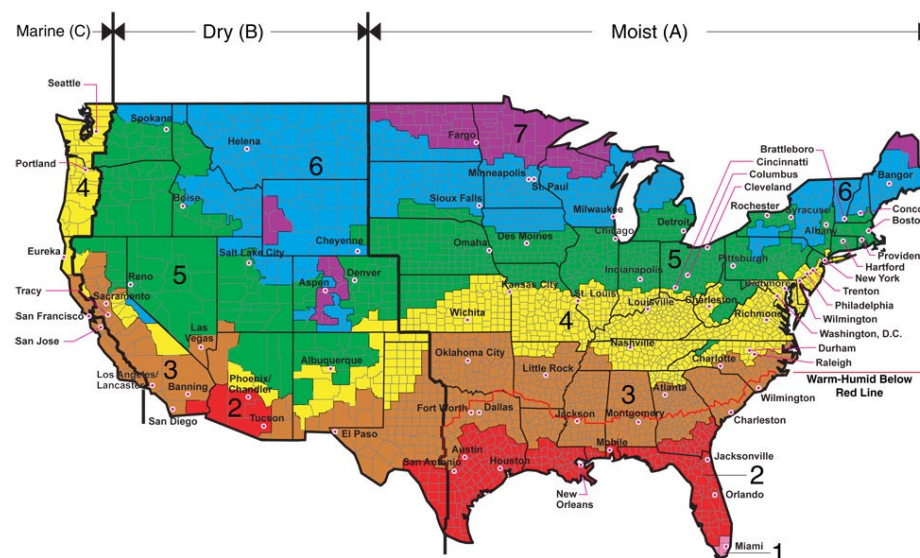 Marine (C)
Dry (B)
Moist (A)
Seattle
Spokane
Helena
Fargo
7
Brattleboro
Cincinnatti
Columbus
Cleveland
Portland
4
6
Minneapolis
St. Paul
Bangor
6
Boise
Sioux Falls
Milwaukee
Rochester
Syracuse
Conco
Boston
Detroit
Albany
Eureka
Salt Lake City
Cheyenne
Omaha
Des Moines
Chicago
5
Pittsburgh
Providen
Hartford
New York
Reno
5
Aspen
Denver
Indianapolis
Trenton
Tracy
Sacramento
Kansas City
St. Louis
Louisville
Charleston
Baltimore
Philadelphia
Wilmington
San Francisco
Las
Vegas
Wichita
4
Richmond
Washington, D.C.
San Jose
3
Albuquerque
Nashville
Durham
Raleigh
Oklahoma City
Little Rock
Charlotte
Los Angeles/
Lancaster
Banning
Phoenix/
Chandler
3
Atlanta
Warm-Humid Below
Red Line
2
Wilmington
San Diego
Tucson
El Paso
Fort Worth
Dallas
Jackson
Montgomery
Charleston
Mobile
Austin
San Antonio
Houston
Jacksonville
2
New
Orleans
Orlando
Miami
1